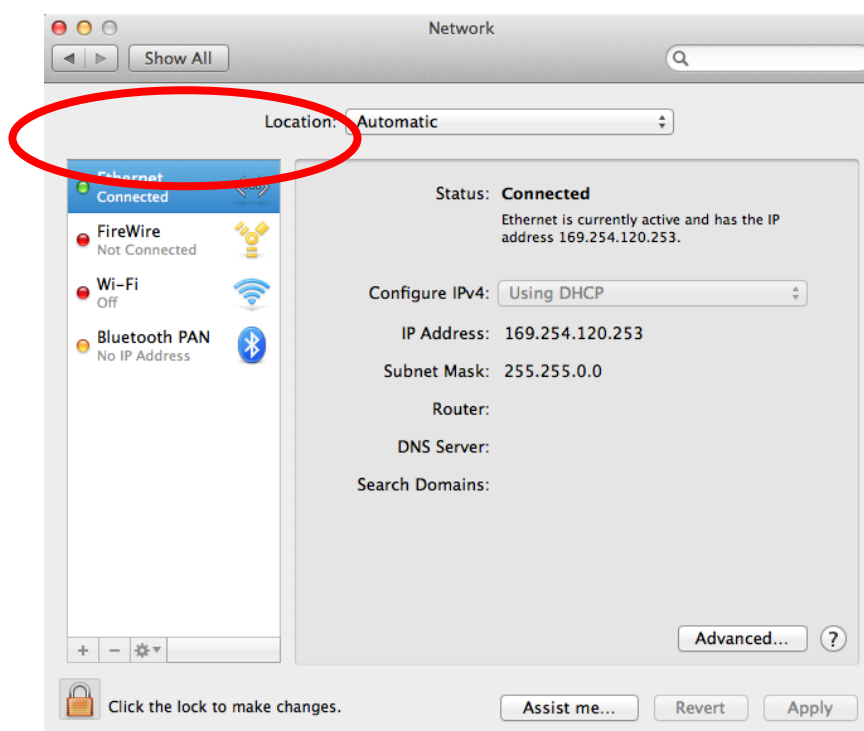 Network
Show All
Location: Automatic
Ethernet
Connected
FireWire
Not Connected
Wi-Fi
Off
Bluetooth PAN
No IP Address
Status: Connected
Ethernet is currently active and has the IP
address 169.254.120.253.
Configure IPv4: Using DHCP
IP Address: 169.254.120.253
Subnet Mask: 255.255.0.0
Router:
DNS Server:
Search Domains:
Advanced... ?
Click the lock to make changes.
Assist me... Revert Apply